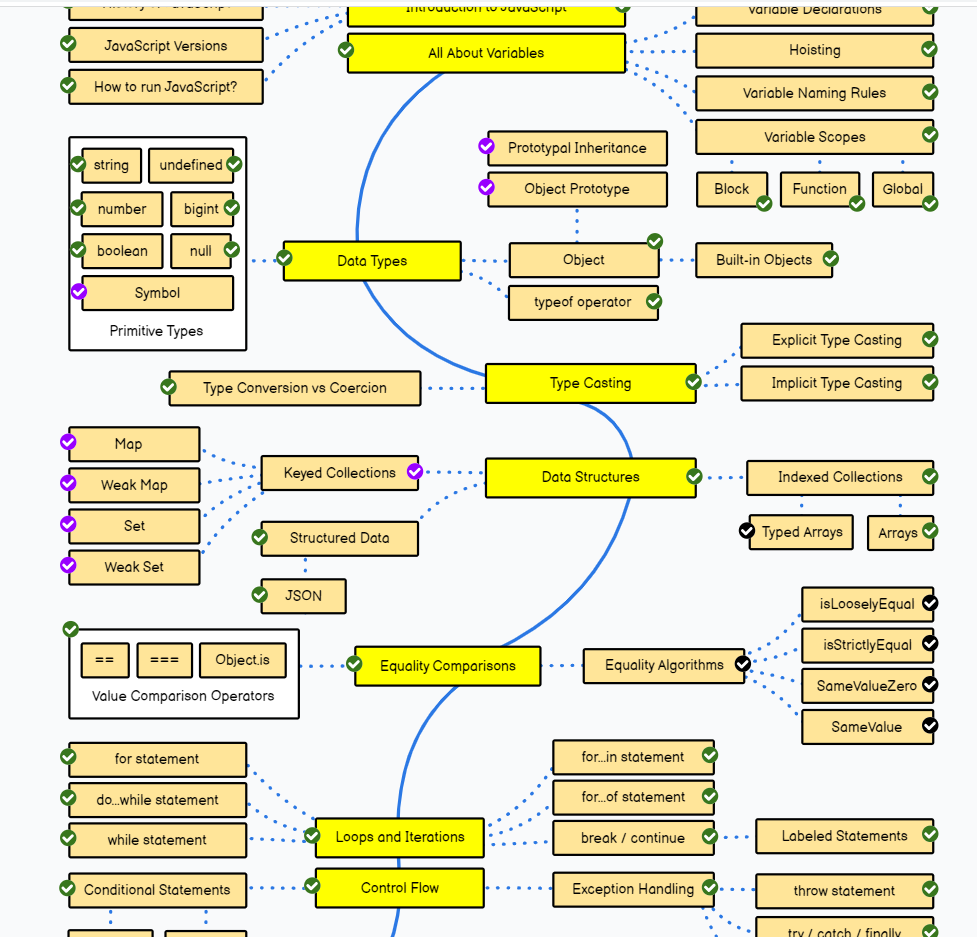 Introduction to JavaScript
Variable Declarations
JavaScript Versions
All About Variables
Hoisting
How to run JavaScript?
Variable Naming Rules
Variable Scopes
Block
Function
Global
string
undefined
number
bigint
boolean
null
Symbol
Primitive Types
Prototypal Inheritance
Object Prototype
Data Types
Object
Built-in Objects
typeof operator
Explicit Type Casting
Type Conversion vs Coercion
Type Casting
Implicit Type Casting
Map
Weak Map
Set
Weak Set
Keyed Collections
Data Structures
Indexed Collections
Typed Arrays
Arrays
Structured Data
JSON
==
===
Object.is
Value Comparison Operators
Equality Comparisons
Equality Algorithms
isLooselyEqual
isStrictlyEqual
SameValueZero
SameValue
for statement
do...while statement
while statement
Loops and Iterations
for...in statement
for...of statement
break / continue
Labeled Statements
Conditional Statements
Control Flow
Exception Handling
throw statement
try / catch / finally